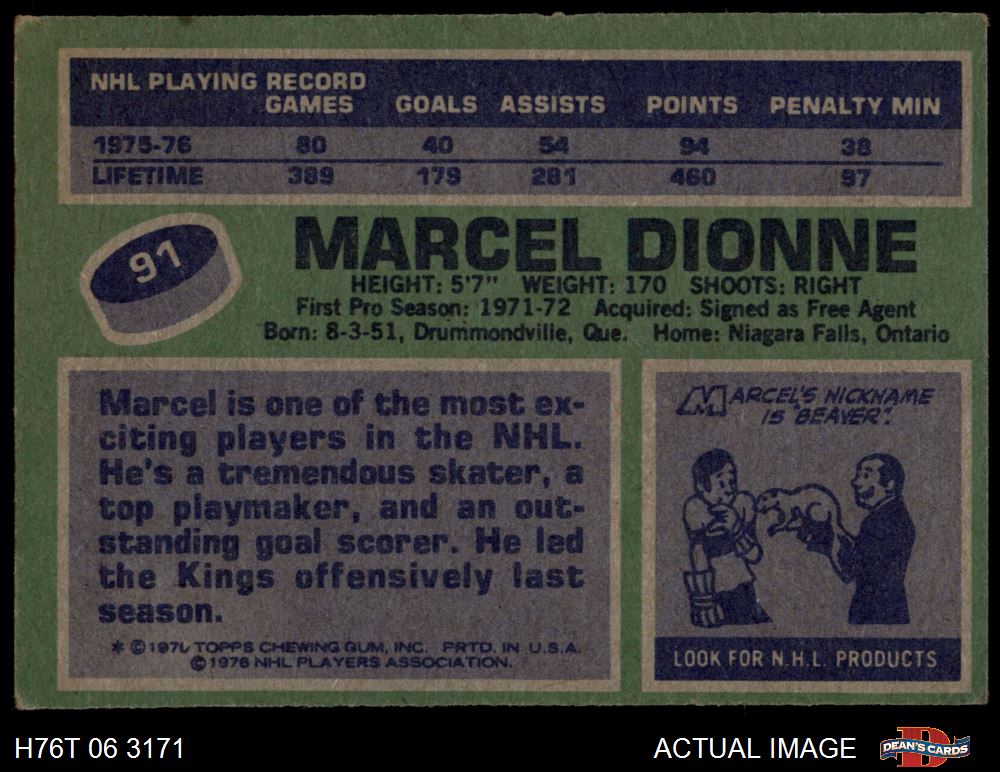 NHL PLAYING RECORD
GAMES GOALS ASSISTS POINTS PENALTY MIN
1975-76 80 40 54 94 38
LIFETIME 389 179 281 460 97
91
MARCEL DIONNE
HEIGHT: 5'7" WEIGHT: 170 SHOOTS: RIGHT
First Pro Season: 1971-72 Acquired: Signed as Free Agent
Born: 8-3-51, Drummondville, Que. Home: Niagara Falls, Ontario
Marcel is one of the most ex-
citing players in the NHL.
He's a tremendous skater, a
top playmaker, and an out-
standing goal scorer. He led
the Kings offensively last
season.
* © 1976 TOPPS CHEWING GUM, INC. PRTD. IN U.S.A.
© 1976 NHL PLAYERS ASSOCIATION.
MARCEL'S NICKNAME
IS "BEAVER".
LOOK FOR N.H.L. PRODUCTS
H76T 06 3171
ACTUAL IMAGE
D
DEAN'S CARDS